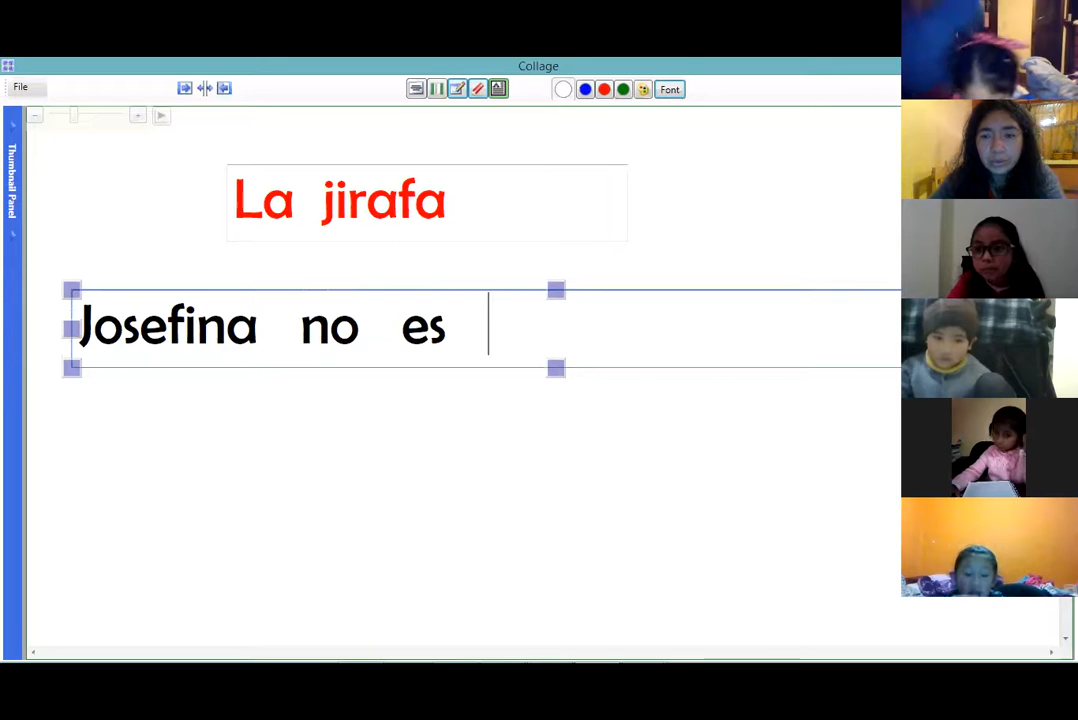 Collage
File
Font
Thumbnail Panel
La jirafa
Josefina no es